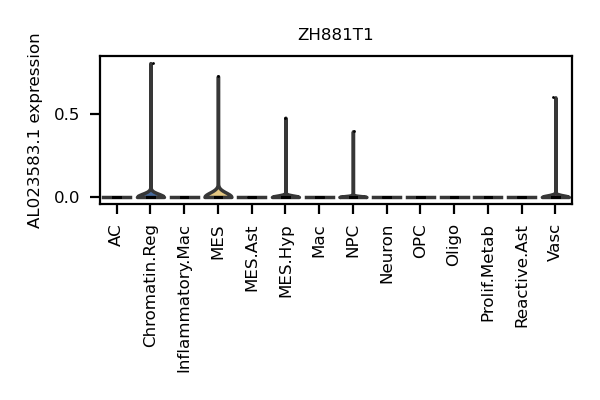 ZH881T1
AL023583.1 expression
0.5
0.0
AC
Chromatin.Reg
Inflammatory.Mac
MES
MES.Ast
MES.Hyp
Mac
NPC
Neuron
OPC
Oligo
Prolif.Metab
Reactive.Ast
Vasc